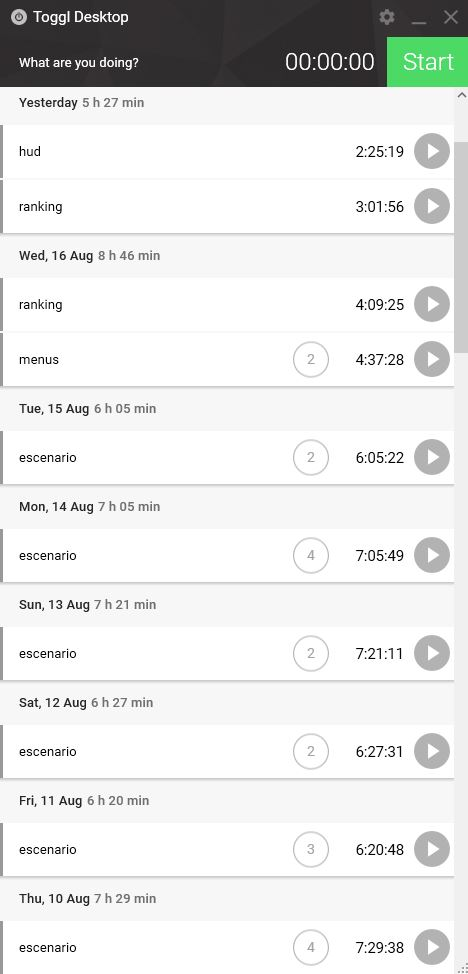 Toggl Desktop
What are you doing? 00:00:00 Start
Yesterday 5 h 27 min
hud 2:25:19
ranking 3:01:56
Wed, 16 Aug 8 h 46 min
ranking 4:09:25
menus 2 4:37:28
Tue, 15 Aug 6 h 05 min
escenario 2 6:05:22
Mon, 14 Aug 7 h 05 min
escenario 4 7:05:49
Sun, 13 Aug 7 h 21 min
escenario 2 7:21:11
Sat, 12 Aug 6 h 27 min
escenario 2 6:27:31
Fri, 11 Aug 6 h 20 min
escenario 3 6:20:48
Thu, 10 Aug 7 h 29 min
escenario 4 7:29:38